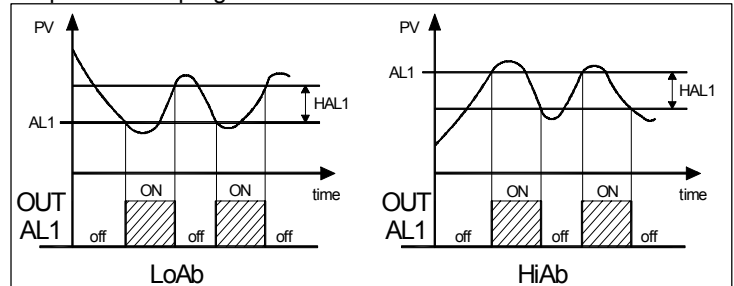 PV
HAL1
AL1
time
ON ON
OUT
AL1
off off off
LoAb
PV
AL1
HAL1
time
ON ON
OUT
AL1
off off off
HiAb